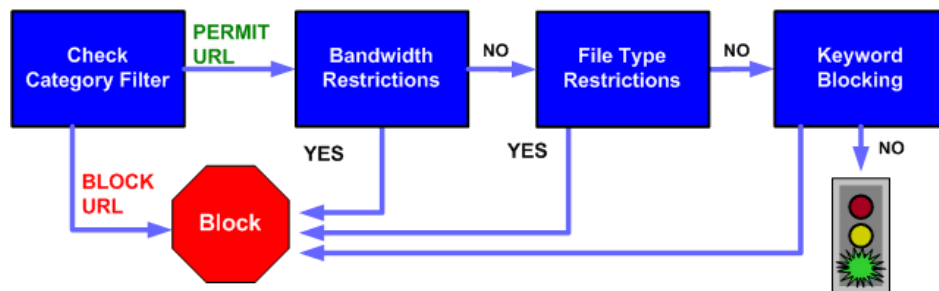 Check
Category Filter
PERMIT
URL
Bandwidth
Restrictions
NO
File Type
Restrictions
NO
Keyword
Blocking
YES
YES
NO
BLOCK
URL
Block